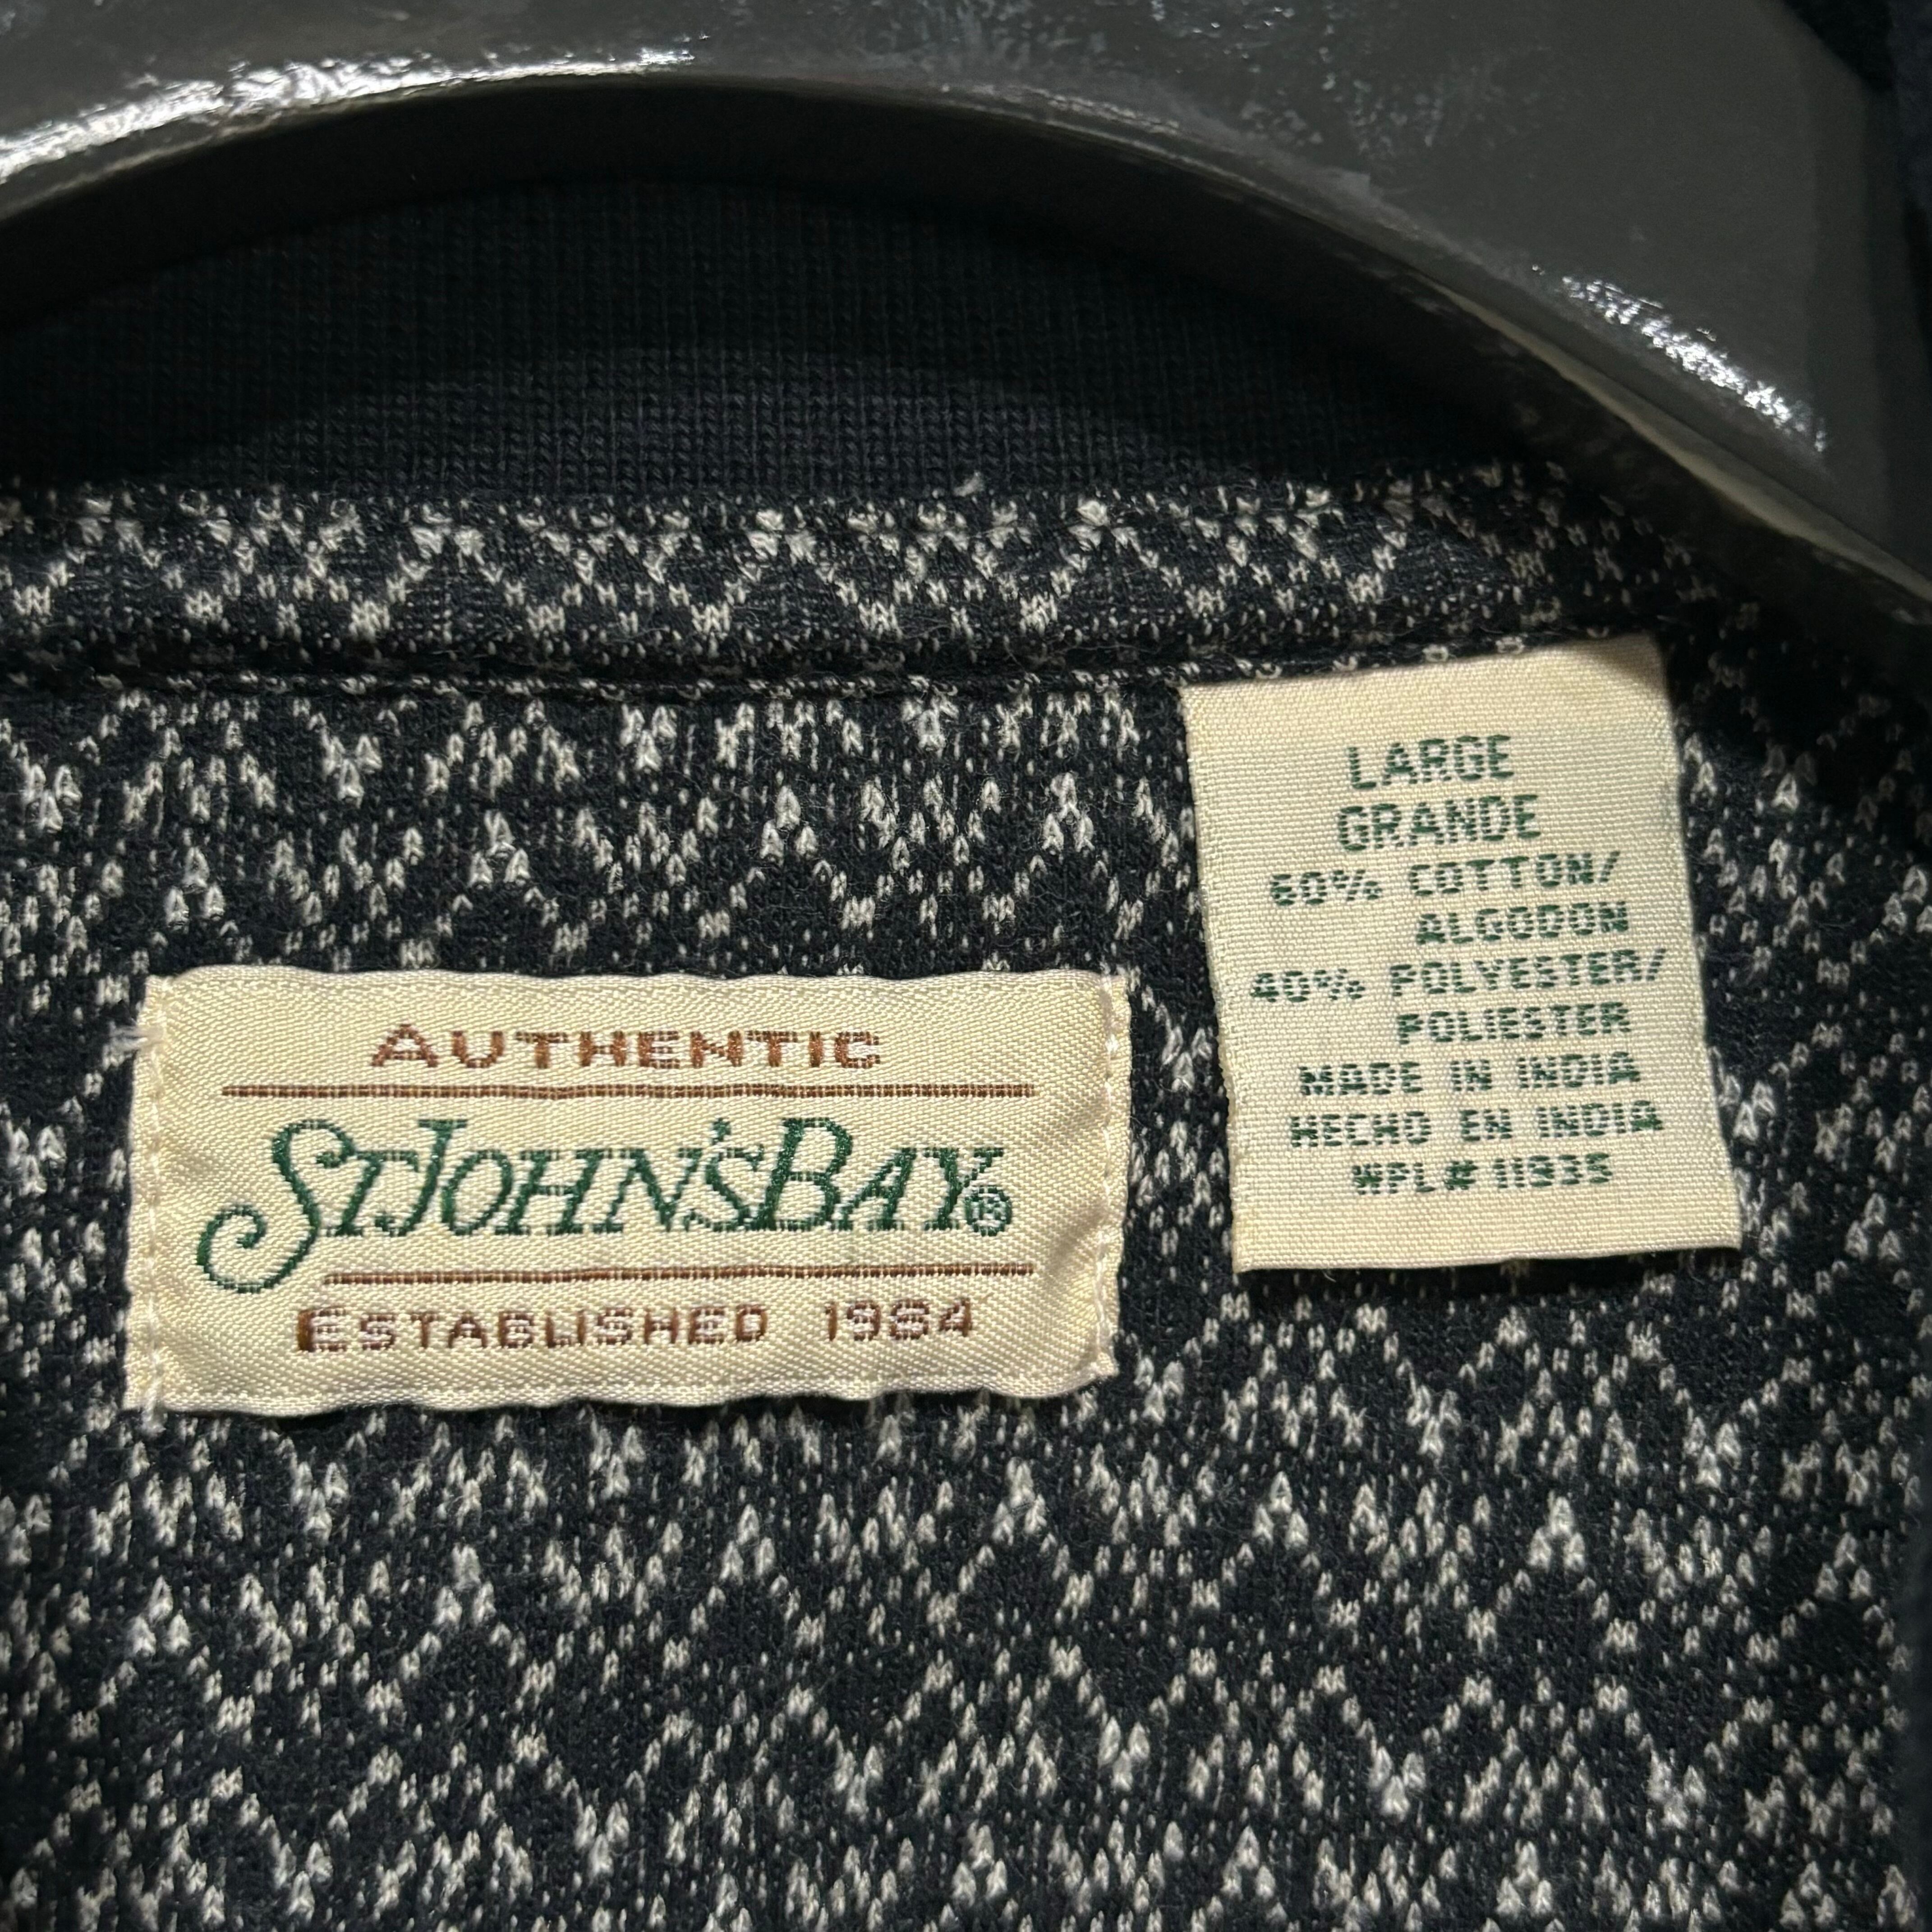 AUTHENTIC
ST JOHN'S BAY®
ESTABLISHED 1984
LARGE
GRANDE
60% COTTON/
ALGODON
40% POLYESTER/
POLIESTER
MADE IN INDIA
HECHO EN INDIA
WPL# 11935